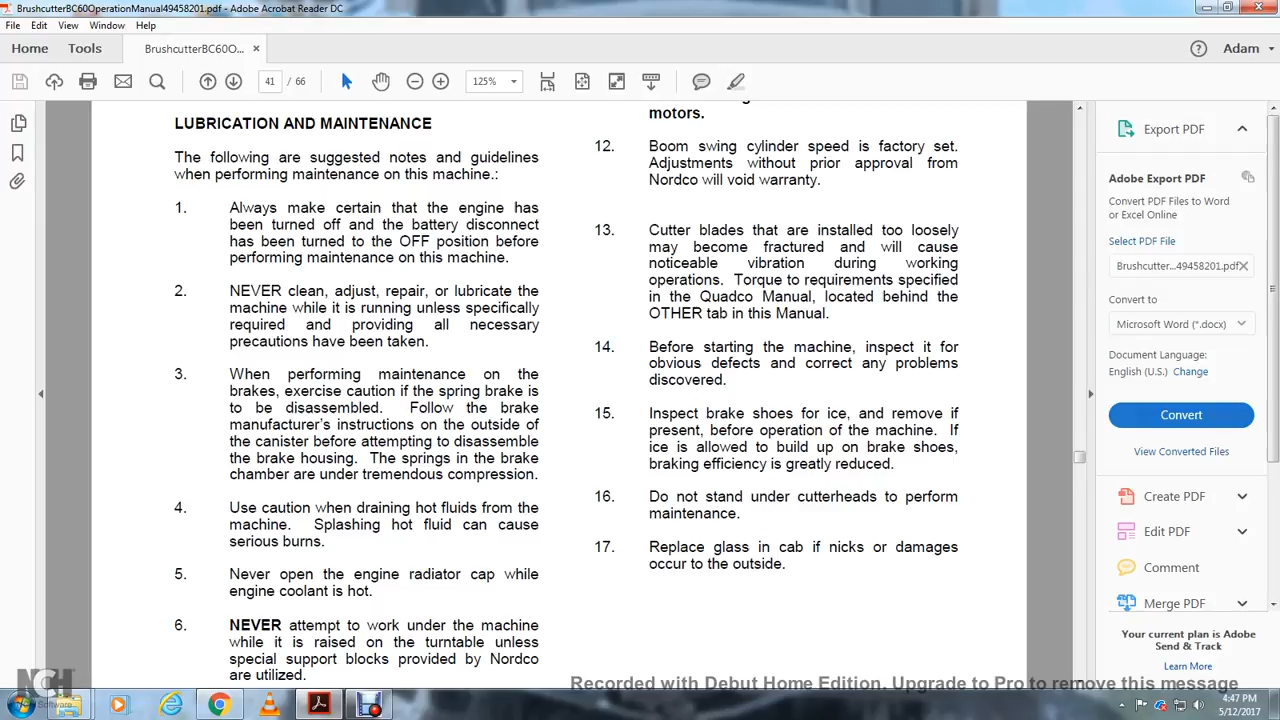 BrushcutterBC60OperationManual49458201.pdf - Adobe Acrobat Reader DC
File Edit View Window Help
Home Tools BrushcutterBC60O... × Adam
41 / 66 125%
LUBRICATION AND MAINTENANCE
The following are suggested notes and guidelines
when performing maintenance on this machine.:
1. Always make certain that the engine has
been turned off and the battery disconnect
has been turned to the OFF position before
performing maintenance on this machine.
2. NEVER clean, adjust, repair, or lubricate the
machine while it is running unless specifically
required and providing all necessary
precautions have been taken.
3. When performing maintenance on the
brakes, exercise caution if the spring brake is
to be disassembled. Follow the brake
manufacturer's instructions on the outside of
the canister before attempting to disassemble
the brake housing. The springs in the brake
chamber are under tremendous compression.
4. Use caution when draining hot fluids from the
machine. Splashing hot fluid can cause
serious burns.
5. Never open the engine radiator cap while
engine coolant is hot.
6. NEVER attempt to work under the machine
while it is raised on the turntable unless
special support blocks provided by Nordco
are utilized.
motors.
12. Boom swing cylinder speed is factory set.
Adjustments without prior approval from
Nordco will void warranty.
13. Cutter blades that are installed too loosely
may become fractured and will cause
noticeable vibration during working
operations. Torque to requirements specified
in the Quadco Manual, located behind the
OTHER tab in this Manual.
14. Before starting the machine, inspect it for
obvious defects and correct any problems
discovered.
15. Inspect brake shoes for ice, and remove if
present, before operation of the machine. If
ice is allowed to build up on brake shoes,
braking efficiency is greatly reduced.
16. Do not stand under cutterheads to perform
maintenance.
17. Replace glass in cab if nicks or damages
occur to the outside.
Export PDF
Adobe Export PDF
Convert PDF Files to Word
or Excel Online
Select PDF File
Brushcutter...49458201.pdf
Convert to
Microsoft Word (*.docx)
Document Language:
English (U.S.) Change
Convert
View Converted Files
Create PDF
Edit PDF
Comment
Merge PDF
Your current plan is Adobe
Send & Track
Learn More
NCH
Software
Recorded with Debut Home Edition. Upgrade to Pro to remove this message
4:47 PM
5/12/2017